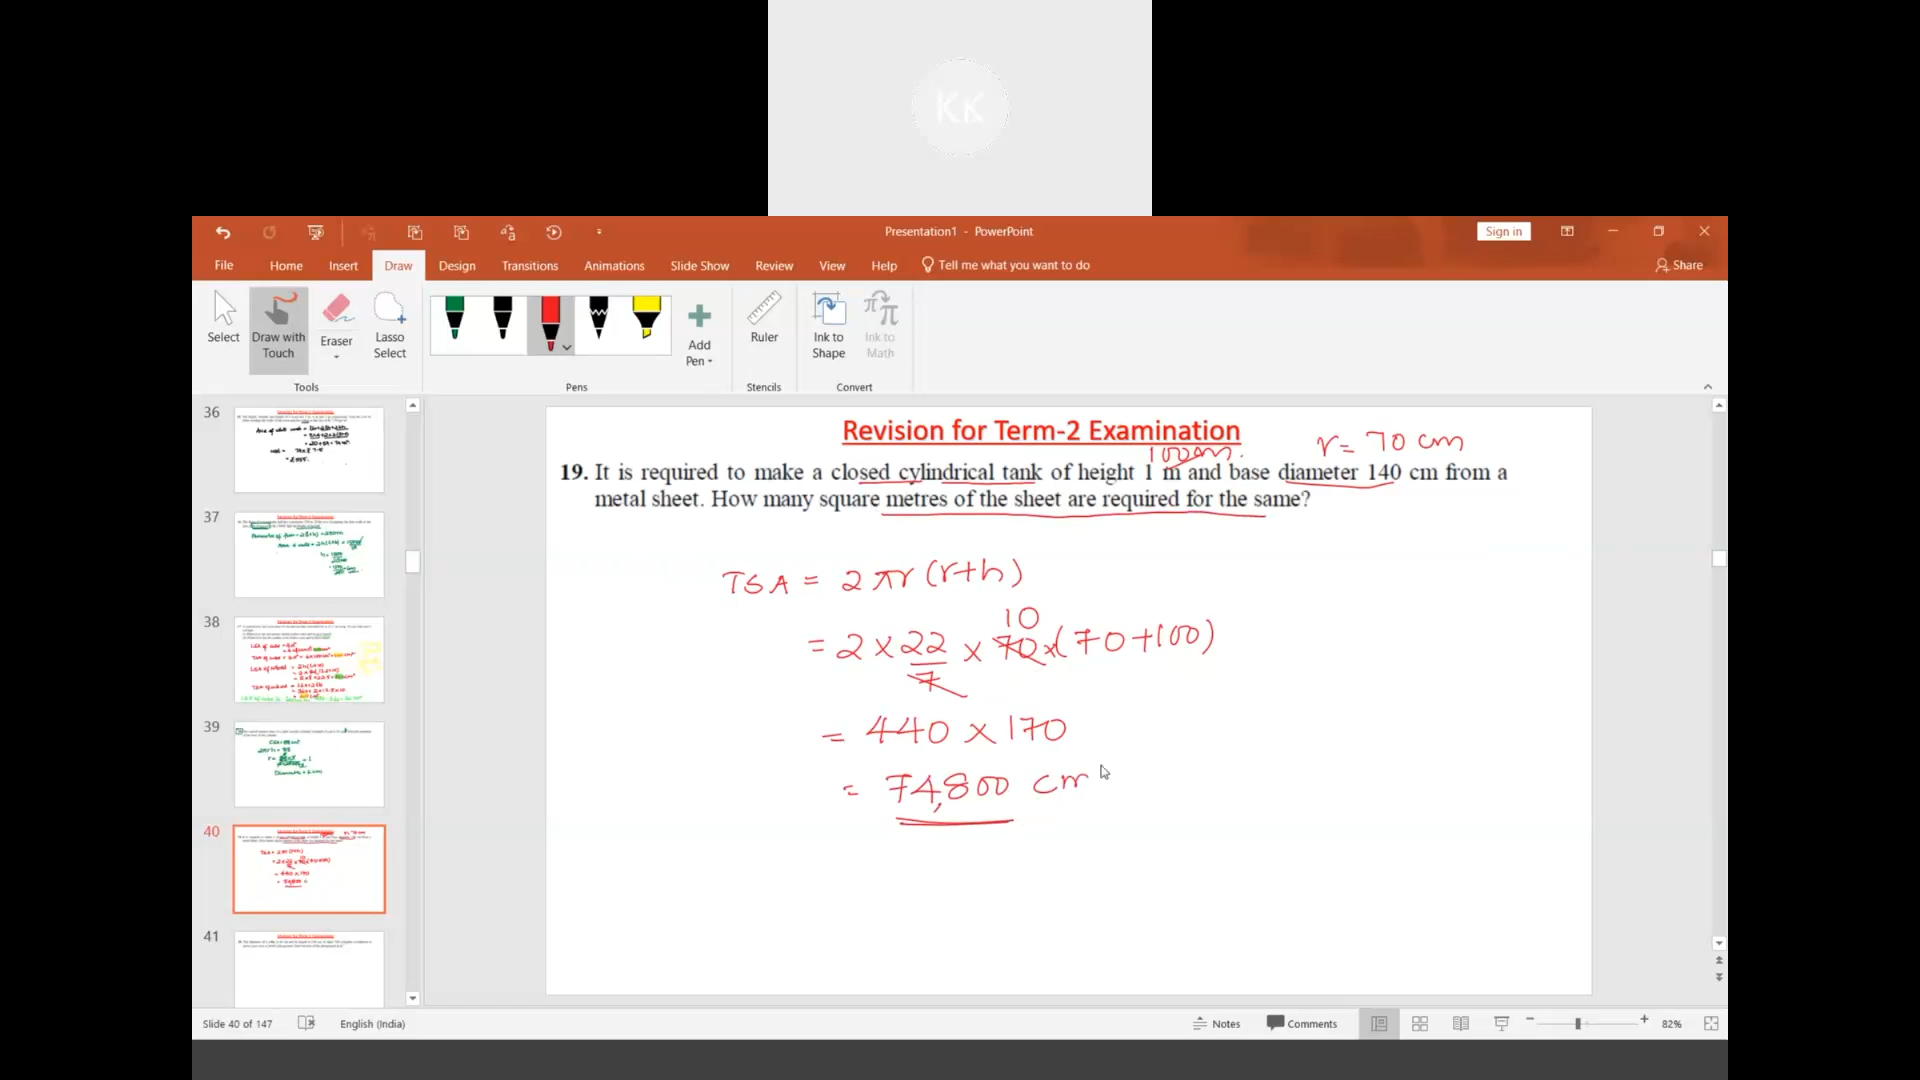 KK
Presentation1 - PowerPoint
Sign in
File Home Insert Draw Design Transitions Animations Slide Show Review View Help Tell me what you want to do
Share
Select
Draw with Touch
Eraser
Lasso Select
Add Pen
Ruler
Ink to Shape
Ink to Math
Tools
Pens
Stencils
Convert
36
37
38
39
40
41
Revision for Term-2 Examination
100cm.
r = 70 cm
19. It is required to make a closed cylindrical tank of height 1 m and base diameter 140 cm from a
metal sheet. How many square metres of the sheet are required for the same?
TSA = 2πr(r+h)
10
= 2 × 22/7 × 70 × (70+100)
= 440 × 170
= 74,800 cm
Slide 40 of 147
English (India)
Notes
Comments
82%